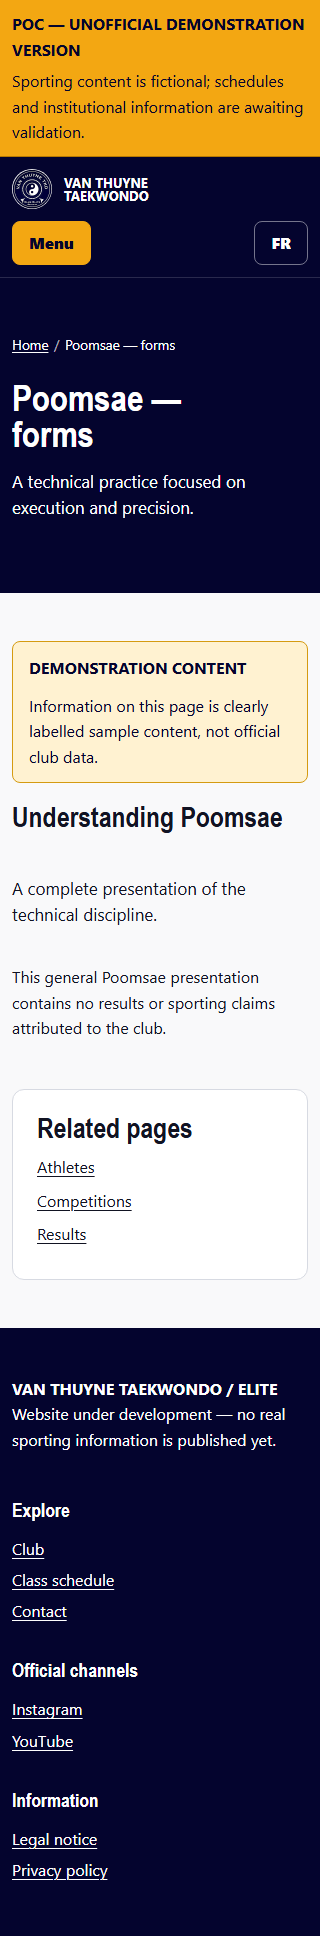 POC — UNOFFICIAL DEMONSTRATION
VERSION
Sporting content is fictional; schedules
and institutional information are awaiting
validation.
VAN THUYNE
TAEKWONDO
Menu
FR
Home / Poomsae — forms
Poomsae —
forms
A technical practice focused on
execution and precision.
DEMONSTRATION CONTENT
Information on this page is clearly
labelled sample content, not official
club data.
Understanding Poomsae
A complete presentation of the
technical discipline.
This general Poomsae presentation
contains no results or sporting claims
attributed to the club.
Related pages
Athletes
Competitions
Results
VAN THUYNE TAEKWONDO / ELITE
Website under development — no real
sporting information is published yet.
Explore
Club
Class schedule
Contact
Official channels
Instagram
YouTube
Information
Legal notice
Privacy policy